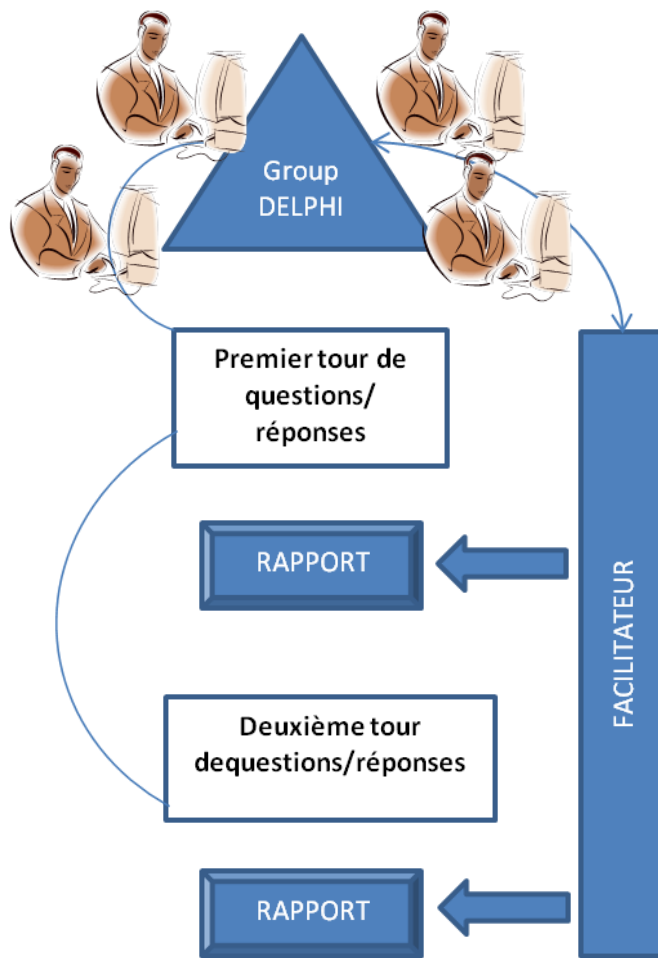 Group
DELPHI
Premier tour de
questions/
réponses
RAPPORT
FACILITATEUR
Deuxième tour
dequestions/réponses
RAPPORT